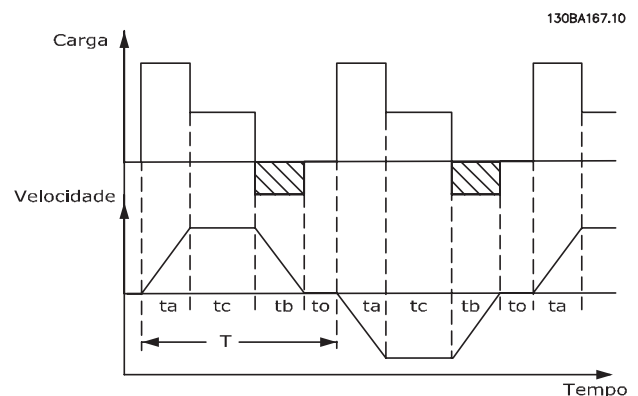 130BA167.10
Carga
Velocidade
ta tc tb to ta tc tb to ta
T
Tempo